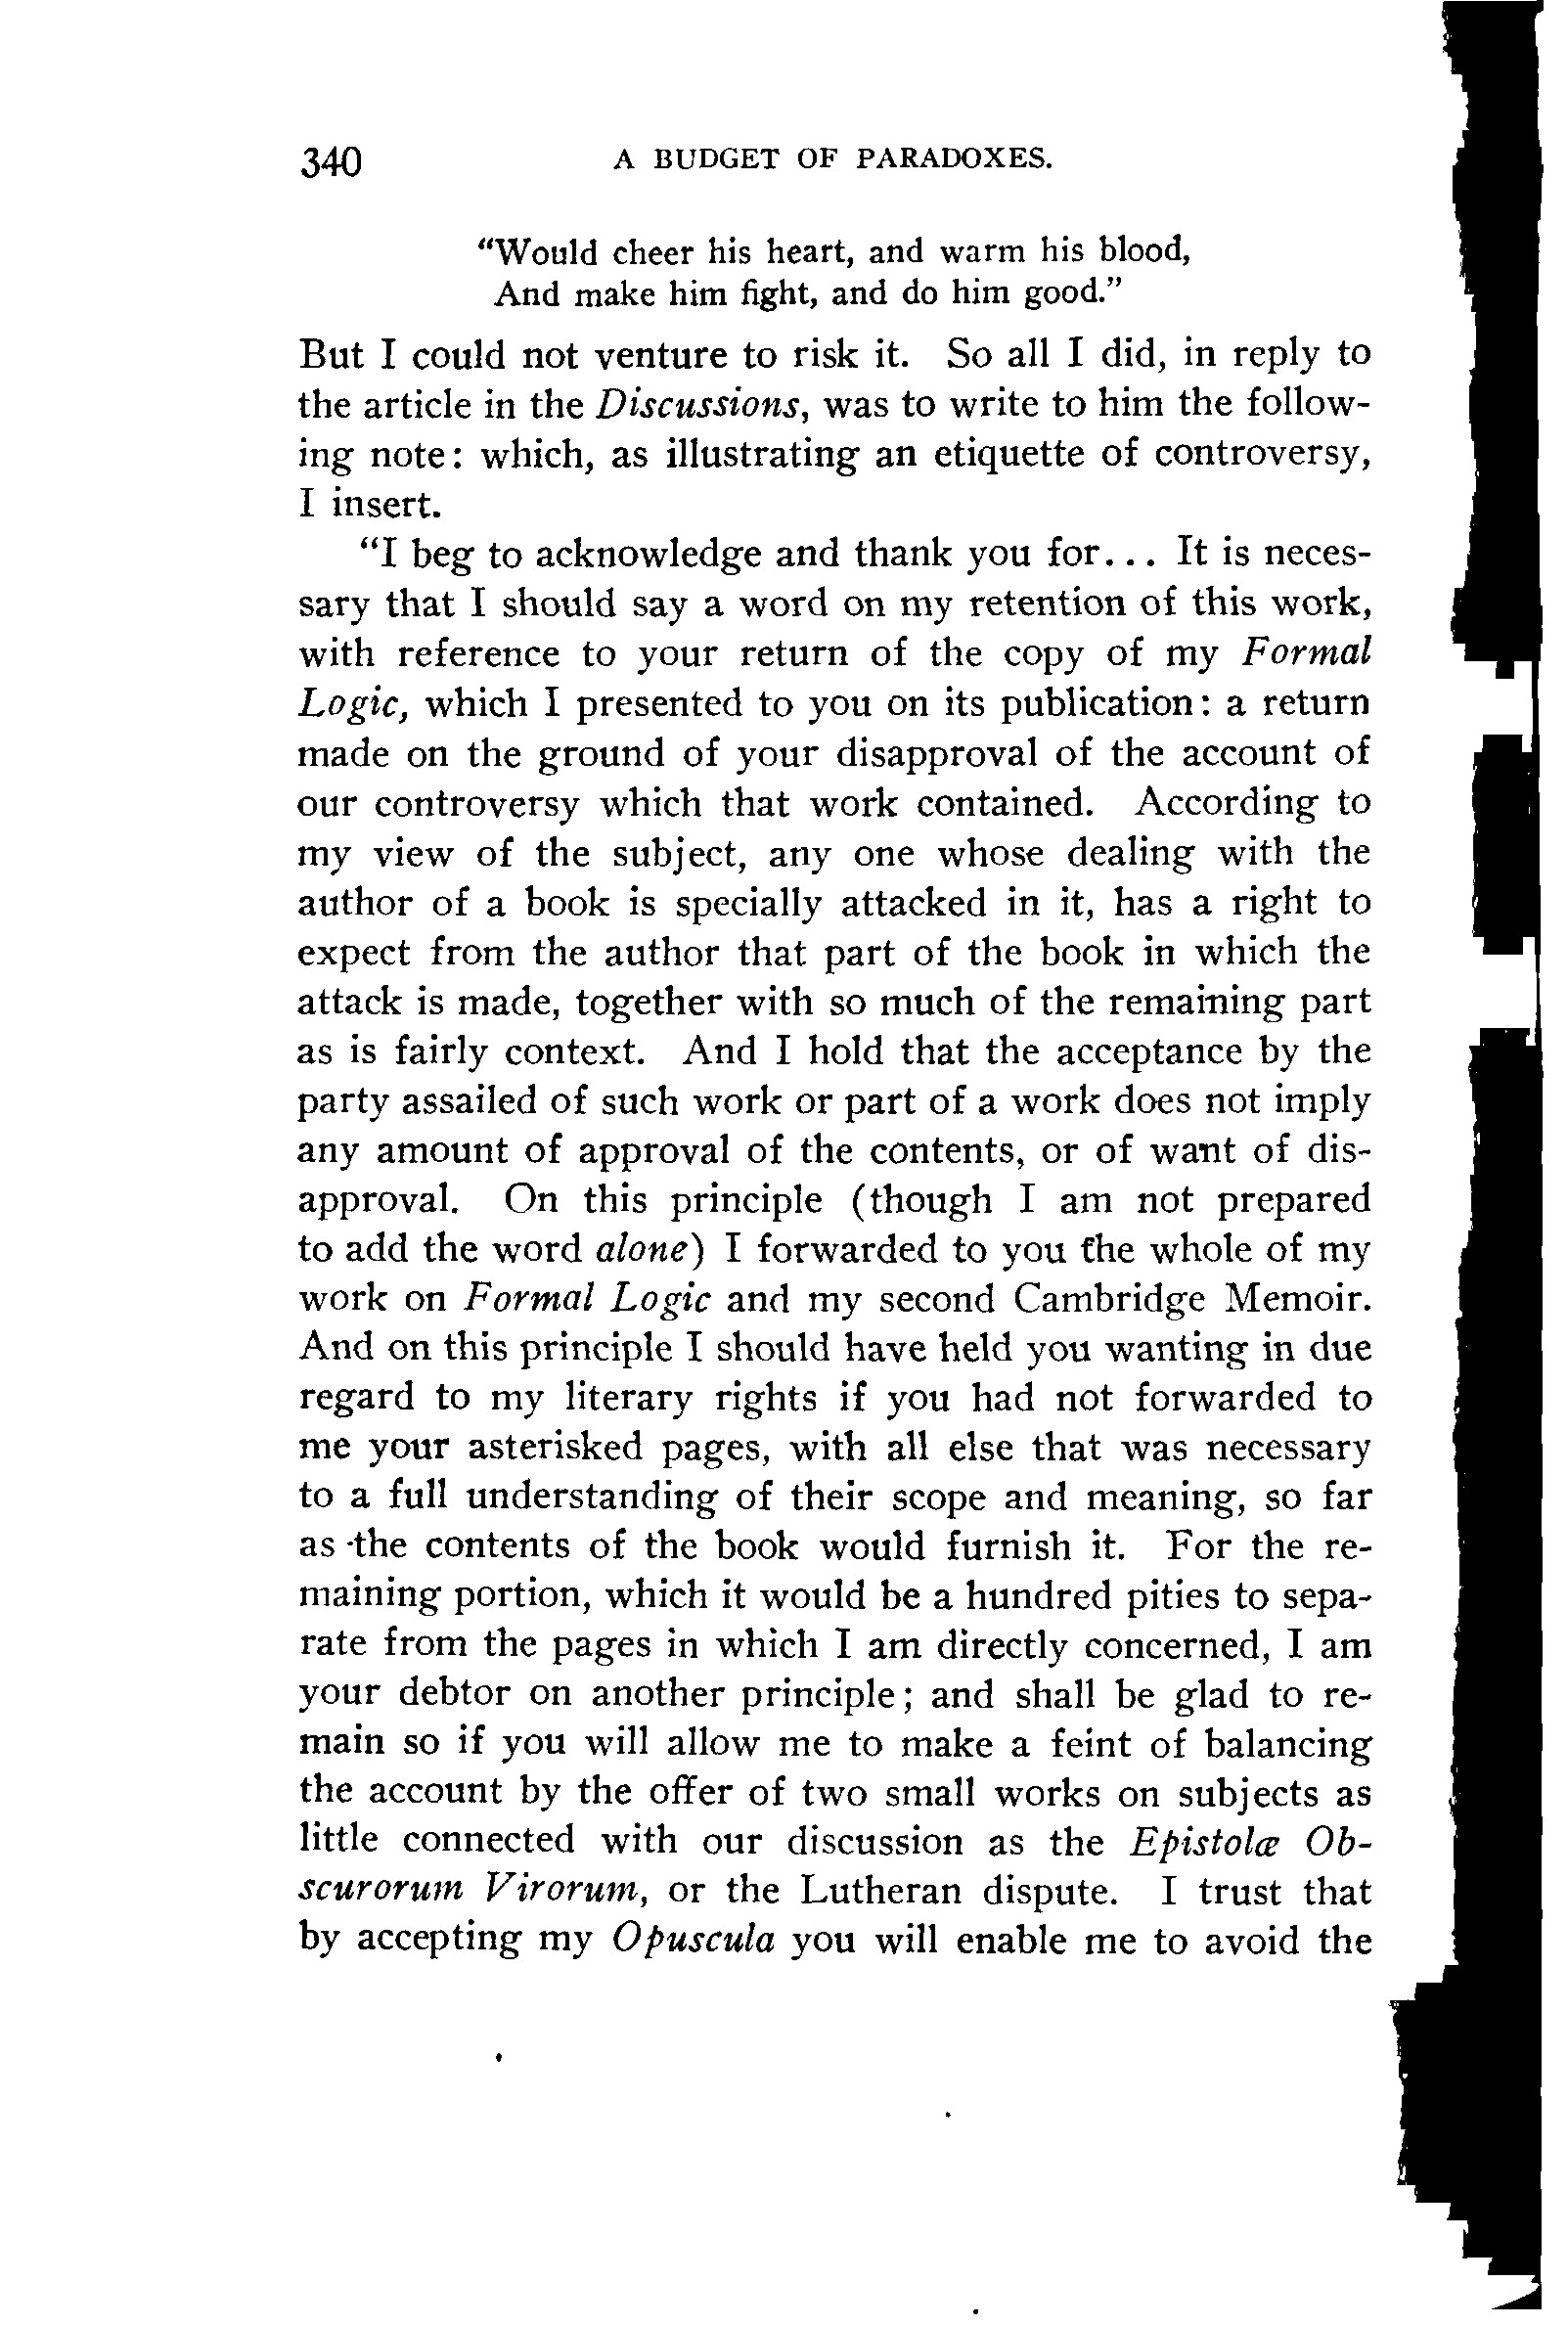 340 A BUDGET OF PARADOXES.
“Would cheer his heart, and warm his blood,
And make him fight, and do him good.”
But I could not venture to risk it. So all I did, in reply to
the article in the Discussions, was to write to him the follow-
ing note: which, as illustrating an etiquette of controversy,
I insert.
“I beg to acknowledge and thank you for... It is neces-
sary that I should say a word on my retention of this work,
with reference to your return of the copy of my Formal
Logic, which I presented to you on its publication: a return
made on the ground of your disapproval of the account of
our controversy which that work contained. According to
my view of the subject, any one whose dealing with the
author of a book is specially attacked in it, has a right to
expect from the author that part of the book in which the
attack is made, together with so much of the remaining part
as is fairly context. And I hold that the acceptance by the
party assailed of such work or part of a work does not imply
any amount of approval of the contents, or of want of dis-
approval. On this principle (though I am not prepared
to add the word alone) I forwarded to you the whole of my
work on Formal Logic and my second Cambridge Memoir.
And on this principle I should have held you wanting in due
regard to my literary rights if you had not forwarded to
me your asterisked pages, with all else that was necessary
to a full understanding of their scope and meaning, so far
as the contents of the book would furnish it. For the re-
maining portion, which it would be a hundred pities to sepa-
rate from the pages in which I am directly concerned, I am
your debtor on another principle; and shall be glad to re-
main so if you will allow me to make a feint of balancing
the account by the offer of two small works on subjects as
little connected with our discussion as the Epistolæ Ob-
scurorum Virorum, or the Lutheran dispute. I trust that
by accepting my Opuscula you will enable me to avoid the